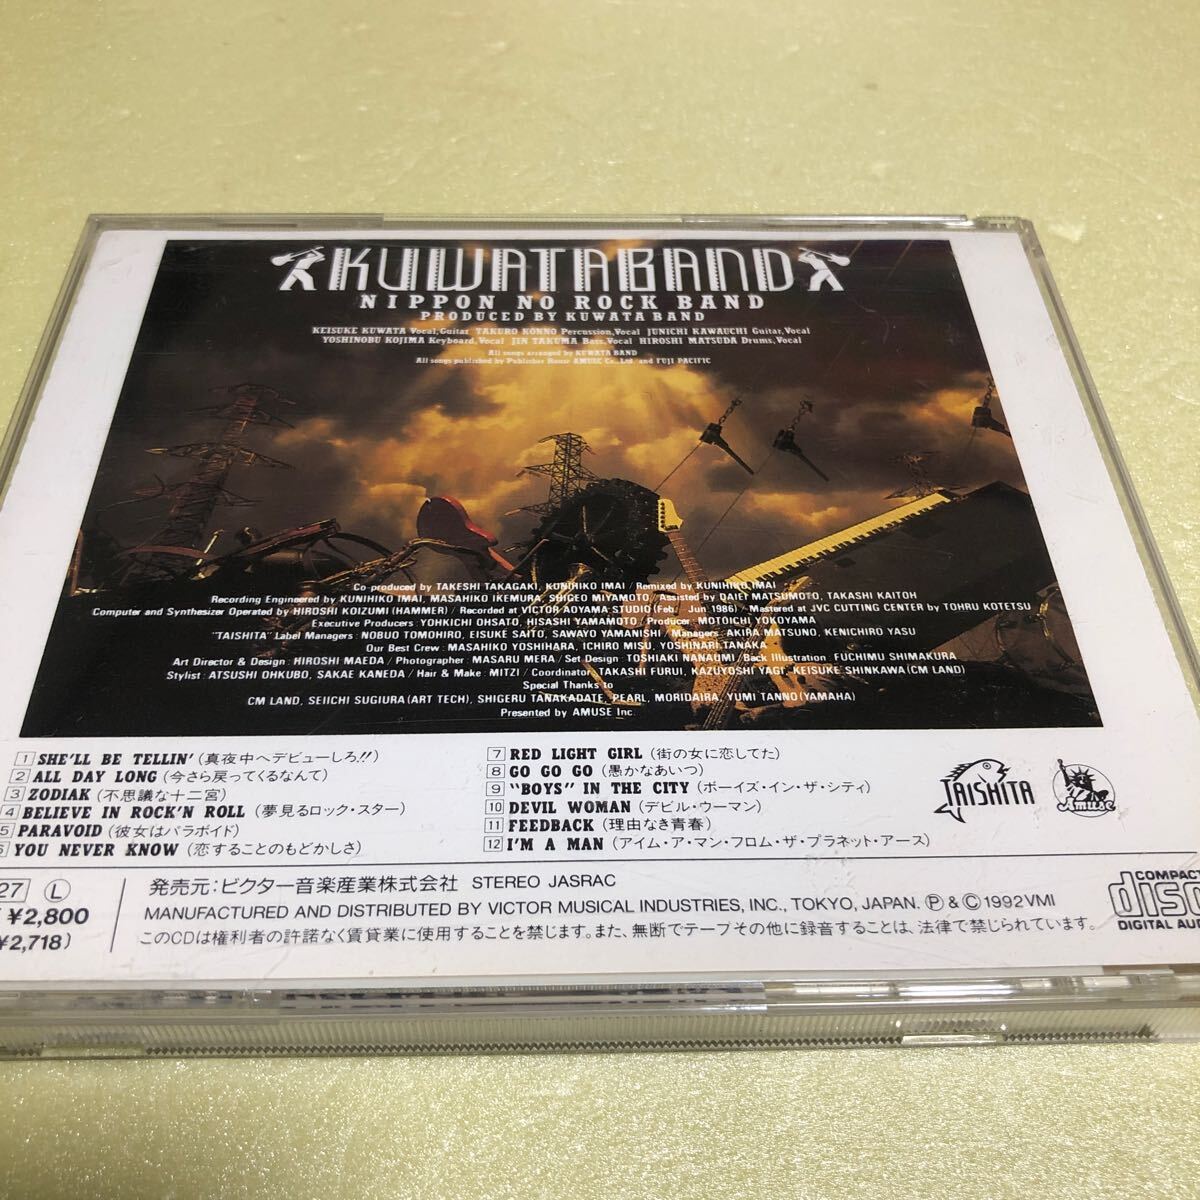 KUWATABAND
NIPPON NO ROCK BAND
PRODUCED BY KUWATA BAND
KEISUKE KUWATA Vocal, Guitar TAKURO KONNO Percussion, Vocal JUNICHI KAWAUCHI Guitar, Vocal
YOSHINOBU KOJIMA Keyboard, Vocal JIN TAKUMA Bass, Vocal HIROSHI MATSUDA Drums, Vocal
All songs arranged by KUWATA BAND
All songs published by Publisher House AMUSE Co., Ltd. and FUJI PACIFIC
Co-produced by TAKESHI TAKAGAKI, KUNIHIKO IMAI / Remixed by KUNIHIKO IMAI
Recording Engineered by KUNIHIKO IMAI, MASAHIKO IKEMURA, SHIGEO MIYAMOTO, Assisted by DAIEI MATSUMOTO, TAKASHI KAITOH
Computer and Synthesizer Operated by HIROSHI KOIZUMI (HAMMER) / Recorded at VICTOR AOYAMA STUDIO (Feb. Jun 1986) Mastered at JVC CUTTING CENTER by TOHRU KOTETSU
Executive Producers : YOHKICHI OHSATO, HISASHI YAMAMOTO / Producer : MOTOICHI YOKOYAMA
"TAISHITA" Label Managers : NOBUO TOMOHIRO, EISUKE SAITO, SAWAYO YAMANISHI / Managers : AKIRA MATSUNO, KENICHIRO YASU
Our Best Crew : MASAHIKO YOSHIHARA, ICHIRO MISU, YOSHINARI TANAKA
Art Director & Design : HIROSHI MAEDA / Photographer : MASARU MERA / Set Design : TOSHIAKI NANAUMI / Back Illustration : FUCHIMU SHIMAKURA
Stylist : ATSUSHI OHKUBO, SAKAE KANEDA / Hair & Make : MITZI / Coordinator : TAKASHI FURUI, KAZUYOSHI YAGI, KEISUKE SHINKAWA (CM LAND)
Special Thanks to
CM LAND, SEIICHI SUGIURA (ART TECH), SHIGERU TANAKADATE, PEARL, MORIDAIRA, YUMI TANNO (YAMAHA)
Presented by AMUSE Inc.
1 SHE'LL BE TELLIN' (真夜中へデビューしろ!!)
2 ALL DAY LONG (今さら戻ってくるなんて)
3 ZODIAK (不思議な十二宮)
4 BELIEVE IN ROCK'N ROLL (夢見るロック・スター)
5 PARAVOID (彼女はパラボイド)
6 YOU NEVER KNOW (恋することのもどかしさ)
7 RED LIGHT GIRL (街の女に恋してた)
8 GO GO GO (愚かなあいつ)
9 "BOYS" IN THE CITY (ボーイズ・イン・ザ・シティ)
10 DEVIL WOMAN (デビル・ウーマン)
11 FEEDBACK (理由なき青春)
12 I'M A MAN (アイム・ア・マン・フロム・ザ・プラネット・アース)
TAISHITA
Amuse
27 Ⓛ
¥2,800
¥2,718)
発売元:ビクター音楽産業株式会社 STEREO JASRAC
MANUFACTURED AND DISTRIBUTED BY VICTOR MUSICAL INDUSTRIES, INC., TOKYO, JAPAN. Ⓟ & Ⓒ 1992 VMI
このCDは権利者の許諾なく賃貸業に使用することを禁じます。また、無断でテープその他に録音することは、法律で禁じられています。
COMPACT
disc
DIGITAL AUDIO